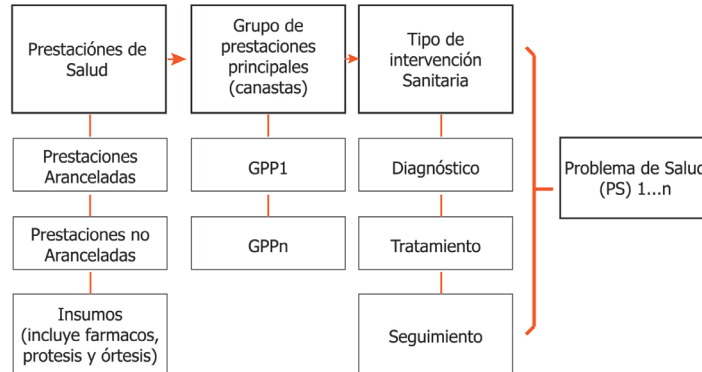 Prestaciónes de
Salud
Grupo de
prestaciones
principales
(canastas)
Tipo de
intervención
Sanitaria
Prestaciones
Aranceladas
GPP1
Diagnóstico
Problema de Salud
(PS) 1...n
Prestaciones no
Aranceladas
GPPn
Tratamiento
Insumos
(incluye farmacos,
protesis y órtesis)
Seguimiento